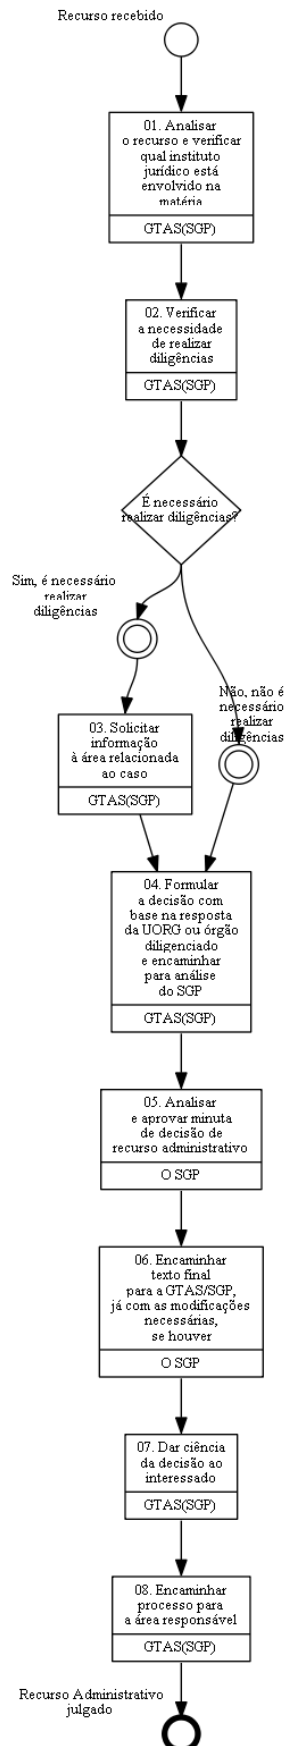 Recurso recebido
01. Analisar
o recurso e verificar
qual instituto
jurídico está
envolvido na
matéria
GTAS(SGP)
02. Verificar
a necessidade
de realizar
diligências
GTAS(SGP)
É necessário
realizar diligências?
Sim, é necessário
realizar
diligências
Não, não é
necessário
realizar
diligências
03. Solicitar
informação
à área relacionada
ao caso
GTAS(SGP)
04. Formular
a decisão com
base na resposta
da UORG ou órgão
diligenciado
e encaminhar
para análise
do SGP
GTAS(SGP)
05. Analisar
e aprovar minuta
de decisão de
recurso administrativo
O SGP
06. Encaminhar
texto final
para a GTAS/SGP,
já com as modificações
necessárias,
se houver
O SGP
07. Dar ciência
da decisão ao
interessado
GTAS(SGP)
08. Encaminhar
processo para
a área responsável
GTAS(SGP)
Recurso Administrativo
julgado